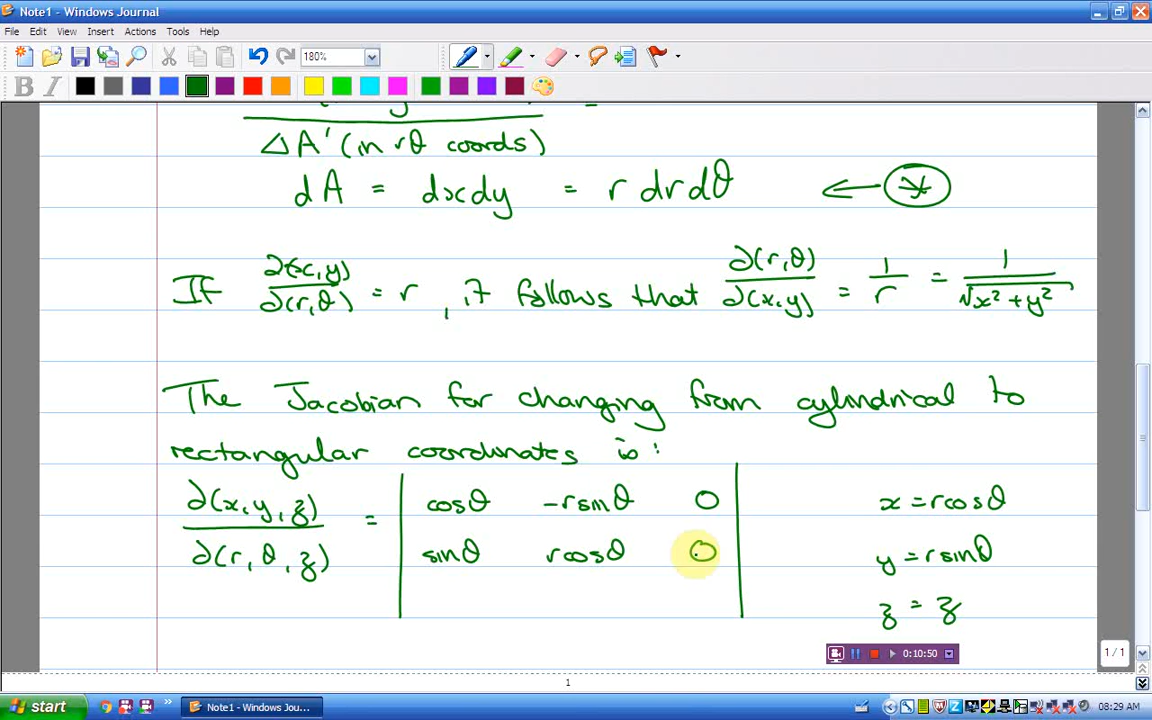 Note1 - Windows Journal
File Edit View Insert Actions Tools Help
180%
B I
ΔA' (in rθ coords)
dA = dxdy = r drdθ ← *
If ∂(x,y)/∂(r,θ) = r , it follows that ∂(r,θ)/∂(x,y) = 1/r = 1/√x² + y²
The Jacobian for changing from cylindrical to
rectangular coordinates is:
∂(x,y,z)/∂(r,θ,z) = | cosθ -rsinθ 0 |
| sinθ rcosθ 0 |
x = rcosθ
y = rsinθ
z = z
0:10:50
1 / 1
1
start
Note1 - Windows Jou...
08:29 AM